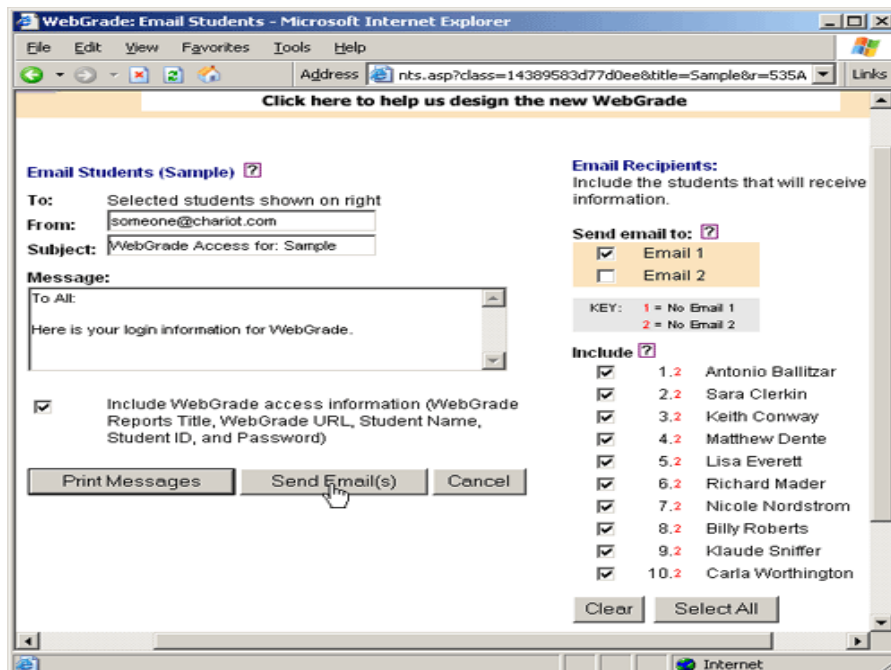 WebGrade: Email Students - Microsoft Internet Explorer
File Edit View Favorites Tools Help
Address nts.asp?class=14389583d77d0ee&title=Sample&r=535A Links
Click here to help us design the new WebGrade
Email Students (Sample) ?
To: Selected students shown on right
From: someone@chariot.com
Subject: WebGrade Access for: Sample
Message:
To All:
Here is your login information for WebGrade.
Include WebGrade access information (WebGrade
Reports Title, WebGrade URL, Student Name,
Student ID, and Password)
Print Messages Send Email(s) Cancel
Email Recipients:
Include the students that will receive
information.
Send email to: ?
Email 1
Email 2
KEY: 1 = No Email 1
2 = No Email 2
Include ?
1.2 Antonio Ballitzar
2.2 Sara Clerkin
3.2 Keith Conway
4.2 Matthew Dente
5.2 Lisa Everett
6.2 Richard Mader
7.2 Nicole Nordstrom
8.2 Billy Roberts
9.2 Klaude Sniffer
10.2 Carla Worthington
Clear Select All
Internet